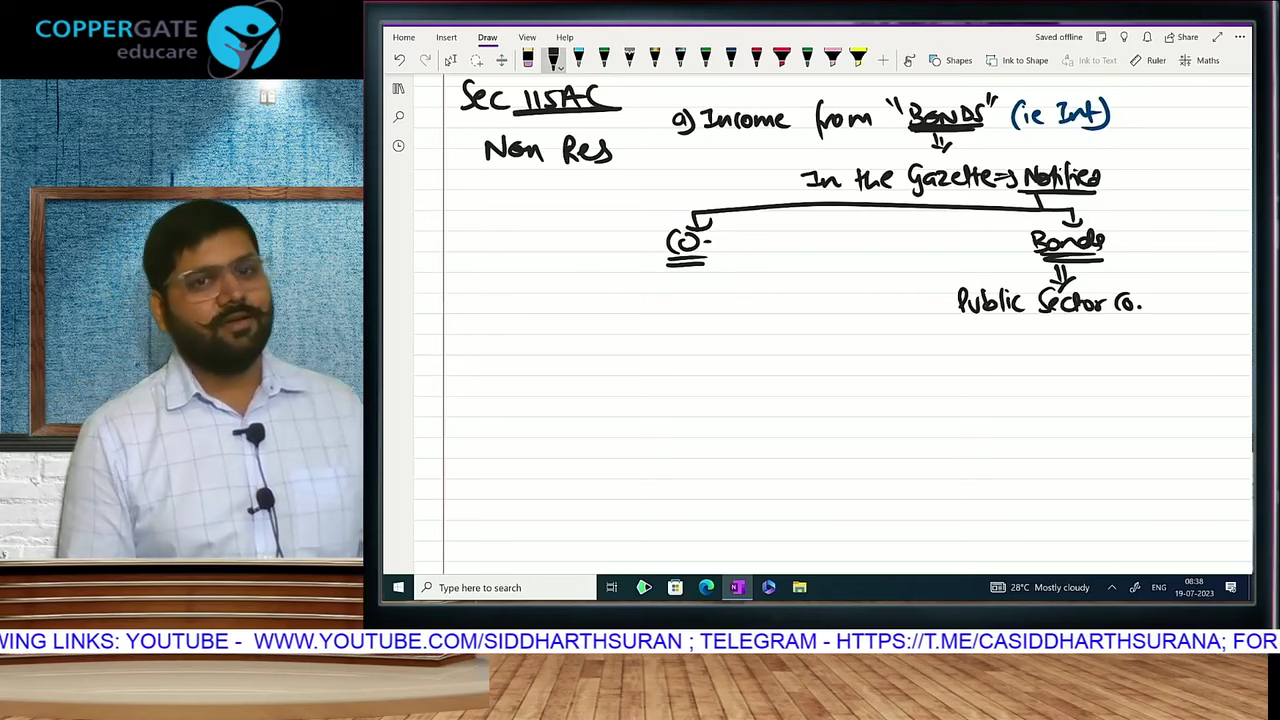 COPPERGATE
educare
Home Insert Draw View Help
Saved offline
Share
Shapes
Ink to Shape
Ink to Text
Ruler
Maths
Sec 115AC
Non Res
a) Income from "BONDS" (ie Int)
In the Gazette⇒ Notified
Co.
Bonds
Public Sector Co.
Type here to search
28°C Mostly cloudy
ENG
08:38
19-07-2023
WING LINKS: YOUTUBE - WWW.YOUTUBE.COM/SIDDHARTHSURAN ; TELEGRAM - HTTPS://T.ME/CASIDDHARTHSURANA; FOR